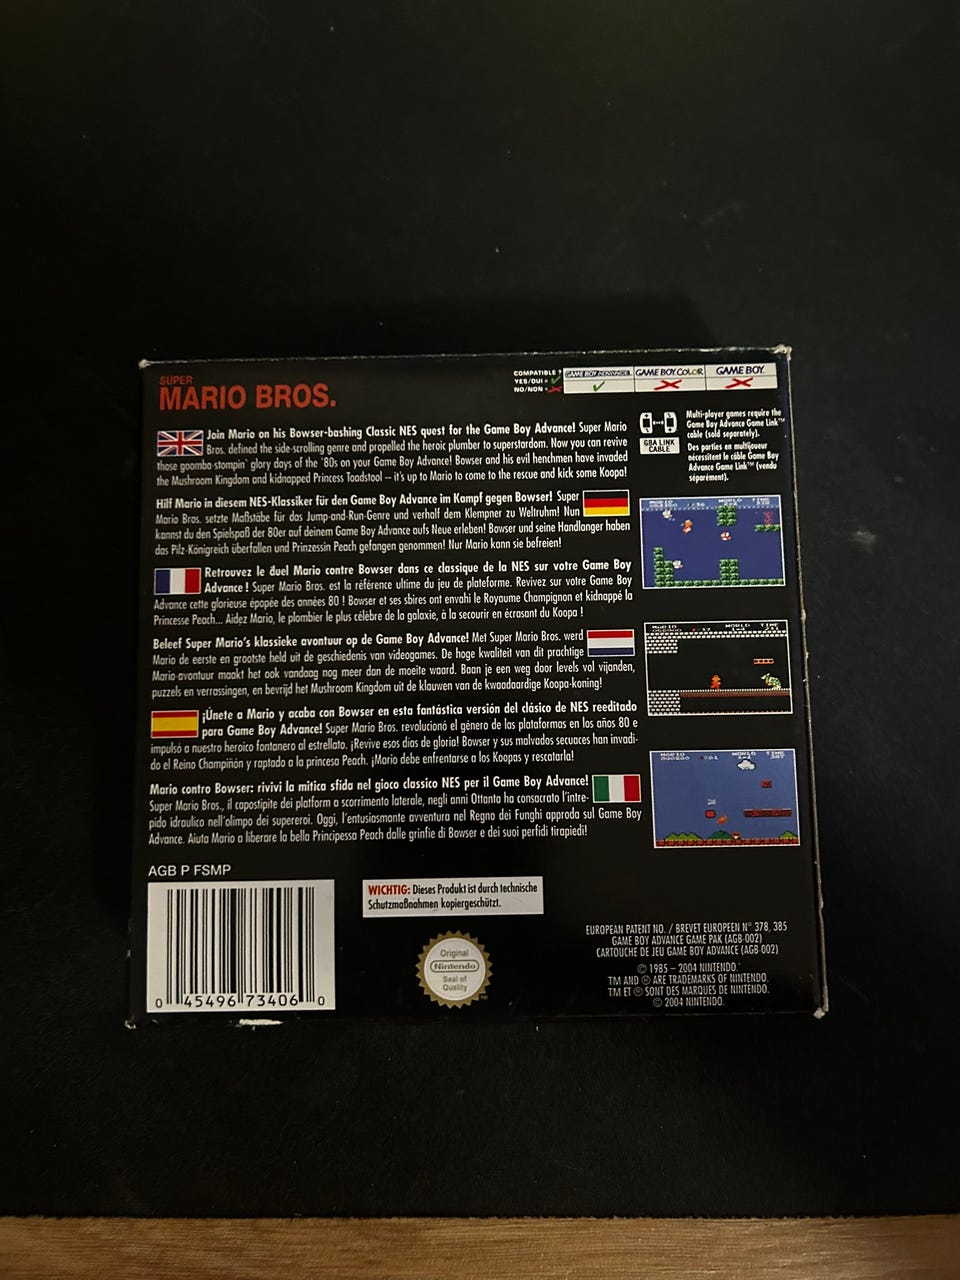 SUPER
MARIO BROS.
COMPATIBLE ?
YES/OUI =
NO/NON =
GAME BOY ADVANCE
GAME BOY COLOR
GAME BOY
Join Mario on his Bowser-bashing Classic NES quest for the Game Boy Advance! Super Mario
Bros. defined the side-scrolling genre and propelled the heroic plumber to superstardom. Now you can revive
those goomba-stompin' glory days of the '80s on your Game Boy Advance! Bowser and his evil henchmen have invaded
the Mushroom Kingdom and kidnapped Princess Toadstool – it's up to Mario to come to the rescue and kick some Koopa!
Multi-player games require the
Game Boy Advance Game Link™
cable (sold separately).
Des parties en multijoueur
nécessitent le câble Game Boy
Advance Game Link™ (vendu
séparément).
GBA LINK
CABLE
Hilf Mario in diesem NES-Klassiker für den Game Boy Advance im Kampf gegen Bowser! Super
Mario Bros. setzte Maßstäbe für das Jump-and-Run-Genre und verhalf dem Klempner zu Weltruhm! Nun
kannst du den Spielspaß der 80er auf deinem Game Boy Advance aufs Neue erleben! Bowser und seine Handlanger haben
das Pilz-Königreich überfallen und Prinzessin Peach gefangen genommen! Nur Mario kann sie befreien!
Retrouvez le duel Mario contre Bowser dans ce classique de la NES sur votre Game Boy
Advance ! Super Mario Bros. est la référence ultime du jeu de plateforme. Revivez sur votre Game Boy
Advance cette glorieuse épopée des années 80 ! Bowser et ses sbires ont envahi le Royaume Champignon et kidnappé la
Princesse Peach... Aidez Mario, le plombier le plus célèbre de la galaxie, à la secourir en écrasant du Koopa !
Beleef Super Mario's klassieke avontuur op de Game Boy Advance! Met Super Mario Bros. werd
Mario de eerste en grootste held uit de geschiedenis van videogames. De hoge kwaliteit van dit prachtige
Mario-avontuur maakt het ook vandaag nog meer dan de moeite waard. Baan je een weg door levels vol vijanden,
puzzels en verrassingen, en bevrijd het Mushroom Kingdom uit de klauwen van de kwaadaardige Koopa-koning!
¡Únete a Mario y acaba con Bowser en esta fantástica versión del clásico de NES reeditado
para Game Boy Advance! Super Mario Bros. revolucionó el género de las plataformas en los años 80 e
impulsó a nuestro heroico fontanero al estrellato. ¡Revive esos días de gloria! Bowser y sus malvados secuaces han invadi-
do el Reino Champiñón y raptado a la princesa Peach. ¡Mario debe enfrentarse a los Koopas y rescatarla!
Mario contro Bowser: rivivi la mitica sfida nel gioco classico NES per il Game Boy Advance!
Super Mario Bros., il capostipite dei platform a scorrimento laterale, negli anni Ottanta ha consacrato l'intre-
pido idraulico nell'olimpo dei supereroi. Oggi, l'entusiasmante avventura nel Regno dei Funghi approda sul Game Boy
Advance. Aiuta Mario a liberare la bella Principessa Peach dalle grinfie di Bowser e dei suoi perfidi tirapiedi!
MARIO WORLD TIME
MARIO WORLD TIME
MARIO WORLD TIME
AGB P FSMP
0 45496 73406 0
WICHTIG: Dieses Produkt ist durch technische
Schutzmaßnahmen kopiergeschützt.
Original
Nintendo
Seal of
Quality
EUROPEAN PATENT NO. / BREVET EUROPEEN N° 378, 385
GAME BOY ADVANCE GAME PAK (AGB-002)
CARTOUCHE DE JEU GAME BOY ADVANCE (AGB-002)
© 1985 – 2004 NINTENDO.
TM AND ® ARE TRADEMARKS OF NINTENDO.
TM ET ® SONT DES MARQUES DE NINTENDO.
© 2004 NINTENDO.